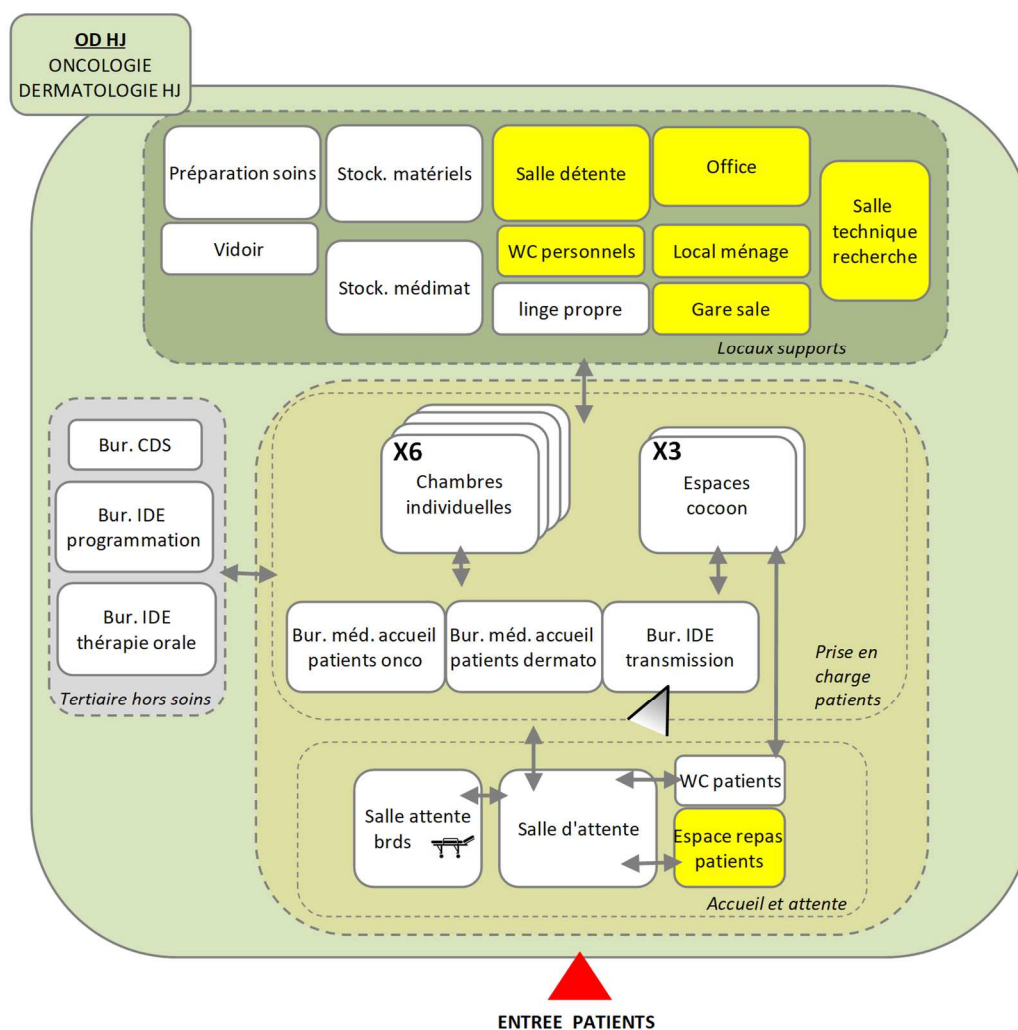 OD HJ
ONCOLOGIE
DERMATOLOGIE HJ
Préparation soins
Stock. matériels
Salle détente
Office
Salle
technique
recherche
Vidoir
Stock. médimat
WC personnels
Local ménage
linge propre
Gare sale
Locaux supports
Bur. CDS
Bur. IDE
programmation
Bur. IDE
thérapie orale
Tertiaire hors soins
X6
Chambres
individuelles
X3
Espaces
cocoon
Bur. méd. accueil
patients onco
Bur. méd. accueil
patients dermato
Bur. IDE
transmission
Prise en
charge
patients
Salle attente
brds
Salle d'attente
WC patients
Espace repas
patients
Accueil et attente
ENTREE PATIENTS